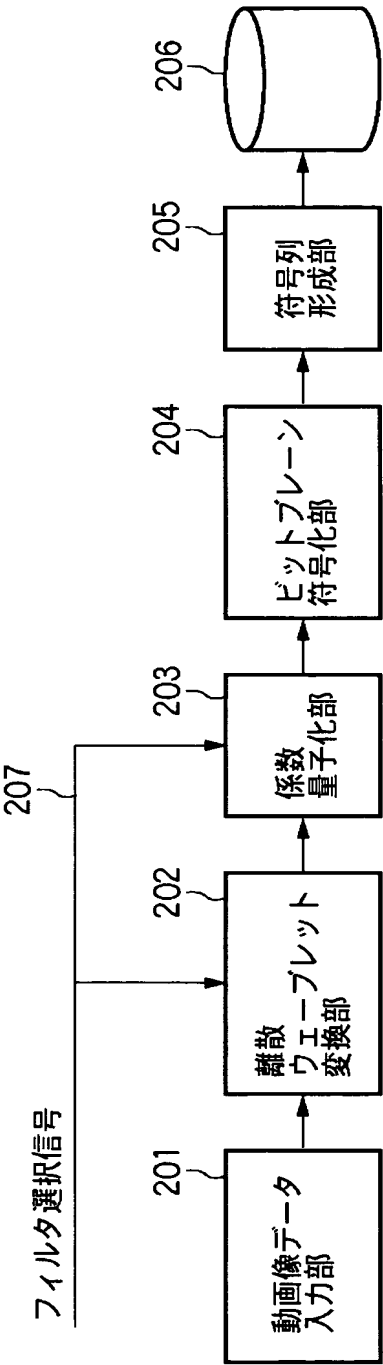 フィルタ選択信号
207
201
動画像データ
入力部
202
離散
ウェーブレット
変換部
203
係数
量子化部
204
ビットプレーン
符号化部
205
符号列
形成部
206